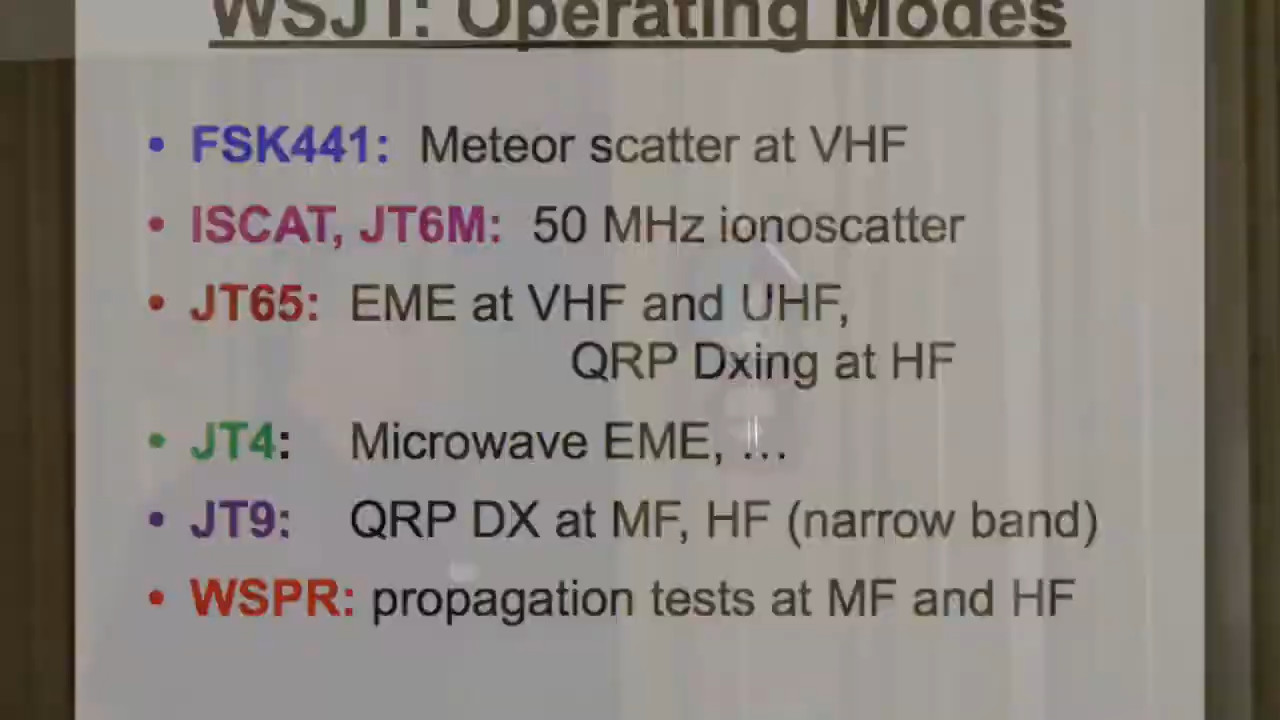 WSJT: Operating Modes
• FSK441: Meteor scatter at VHF
• ISCAT, JT6M: 50 MHz ionoscatter
• JT65: EME at VHF and UHF,
QRP Dxing at HF
• JT4: Microwave EME, …
• JT9: QRP DX at MF, HF (narrow band)
• WSPR: propagation tests at MF and HF